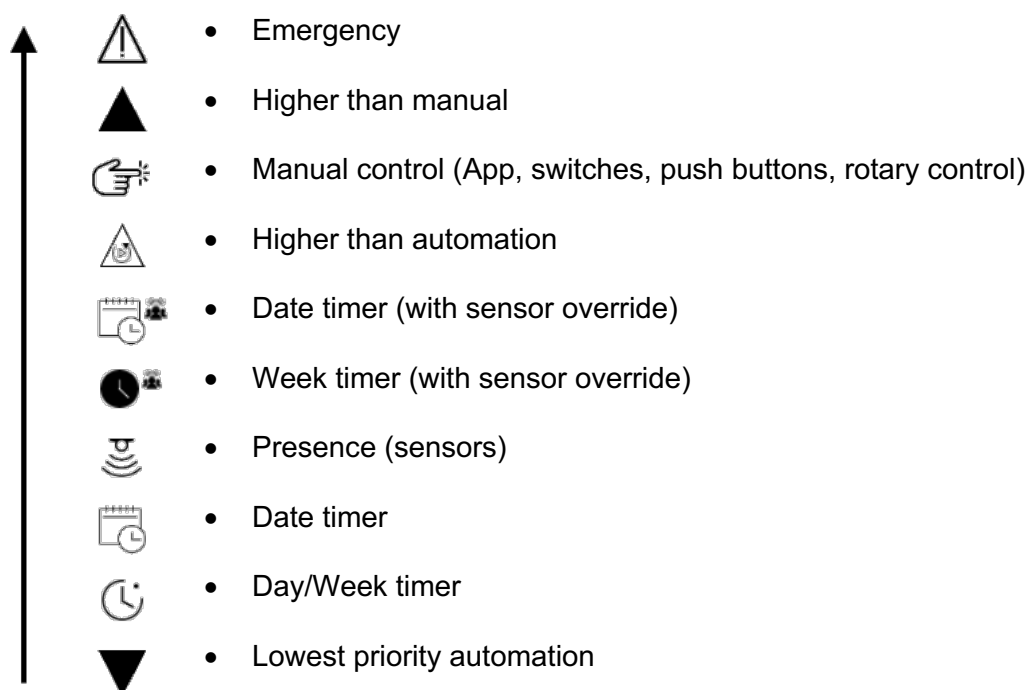 • Emergency
• Higher than manual
• Manual control (App, switches, push buttons, rotary control)
• Higher than automation
• Date timer (with sensor override)
• Week timer (with sensor override)
• Presence (sensors)
• Date timer
• Day/Week timer
• Lowest priority automation